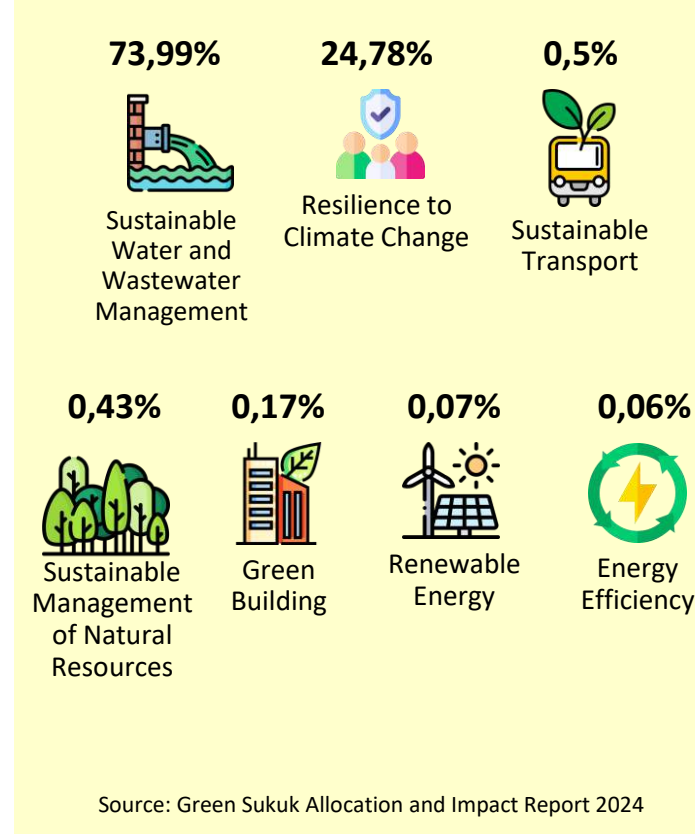 73,99%
24,78%
0,5%
Sustainable
Water and
Wastewater
Management
Resilience to
Climate Change
Sustainable
Transport
0,43%
0,17%
0,07%
0,06%
Sustainable
Management
of Natural
Resources
Green
Building
Renewable
Energy
Energy
Efficiency
Source: Green Sukuk Allocation and Impact Report 2024